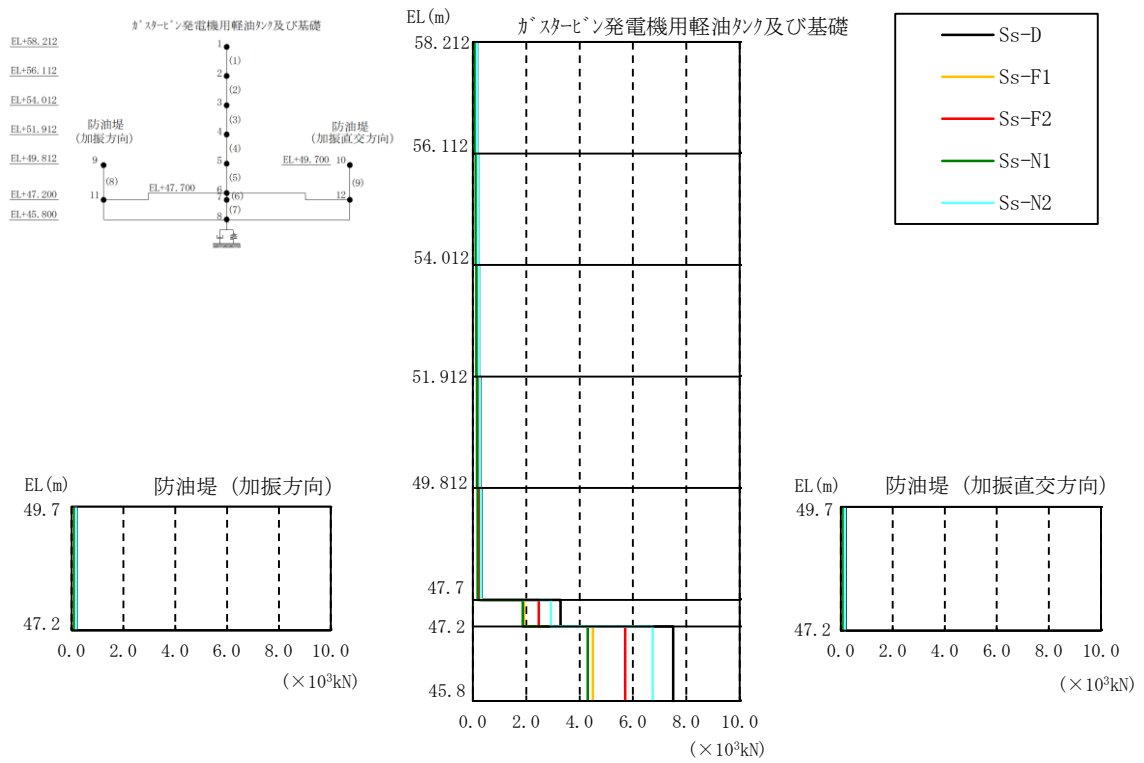 ｶﾞｽﾀｰﾋﾞﾝ発電機用軽油ﾀﾝｸ及び基礎
EL+58.212
1
(1)
EL+56.112
2
(2)
EL+54.012
3
(3)
EL+51.912
4
防油堤
(加振方向)
防油堤
(加振直交方向)
(4)
EL+49.812
9
5
EL+49.700
10
(8)
(5)
(9)
EL+47.700
6
EL+47.200
11
7
(6)
12
(7)
EL+45.800
8
EL(m)
ｶﾞｽﾀｰﾋﾞﾝ発電機用軽油ﾀﾝｸ及び基礎
58.212
56.112
54.012
51.912
49.812
47.7
47.2
45.8
0.0 2.0 4.0 6.0 8.0 10.0
(×10³kN)
Ss-D
Ss-F1
Ss-F2
Ss-N1
Ss-N2
EL(m)
防油堤 (加振方向)
49.7
47.2
0.0 2.0 4.0 6.0 8.0 10.0
(×10³kN)
EL(m)
防油堤 (加振直交方向)
49.7
47.2
0.0 2.0 4.0 6.0 8.0 10.0
(×10³kN)